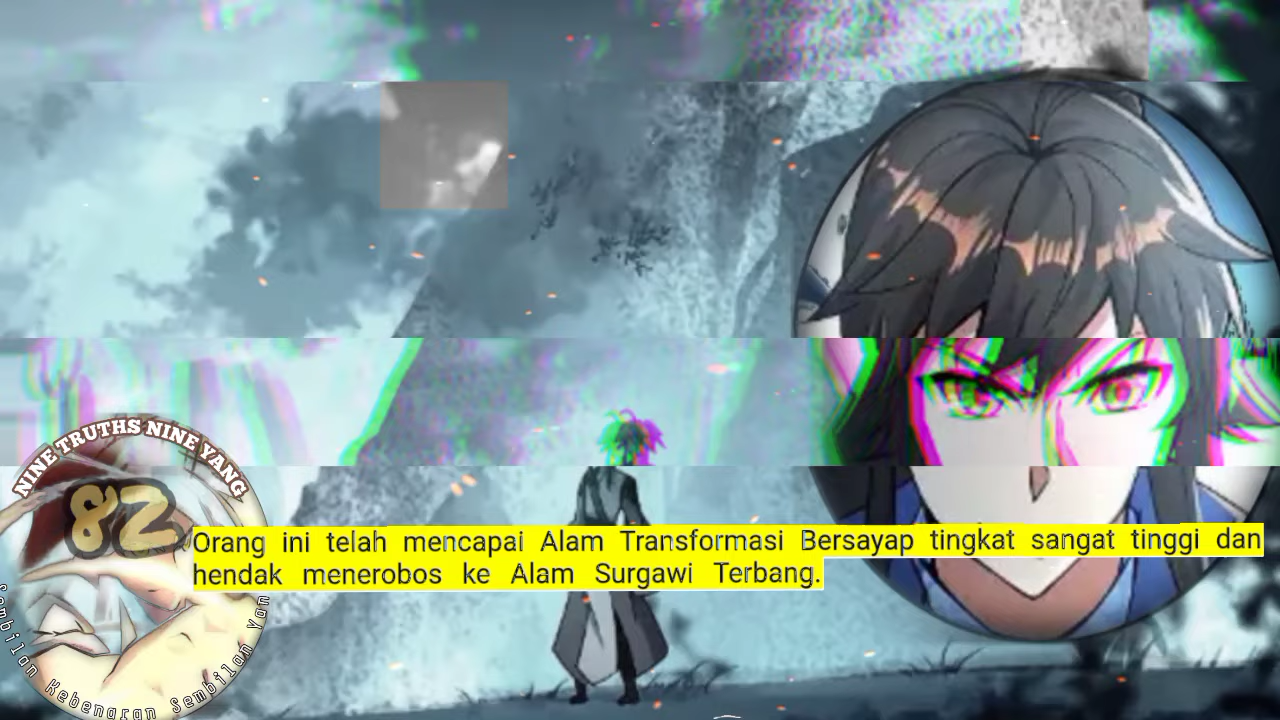 NINE TRUTHS NINE YANG
82
Orang ini telah mencapai Alam Transformasi Bersayap tingkat sangat tinggi dan
hendak menerobos ke Alam Surgawi Terbang.
Sembilan Kebenaran Sembilan Yan